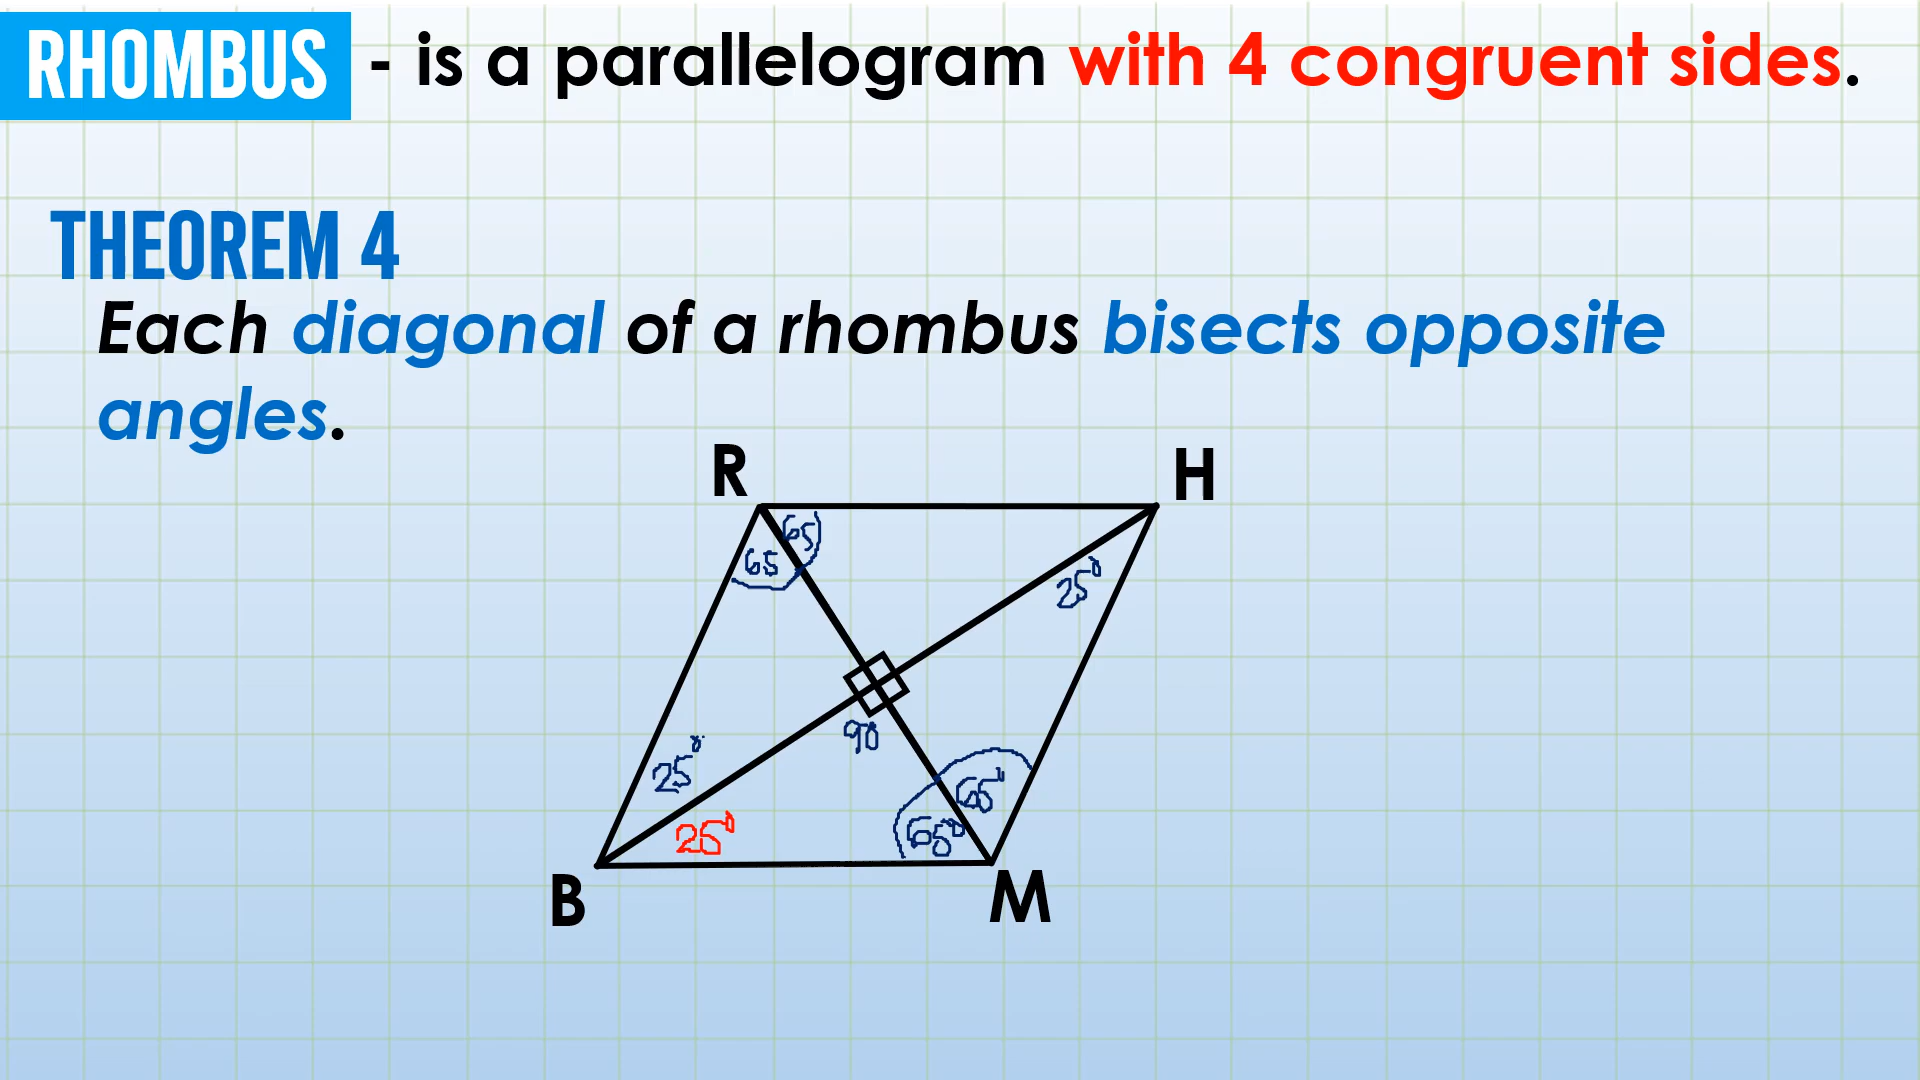 RHOMBUS - is a parallelogram with 4 congruent sides.
THEOREM 4
Each diagonal of a rhombus bisects opposite
angles.
R H
65
65
25°
90
25°
65°
25°
65°
B M